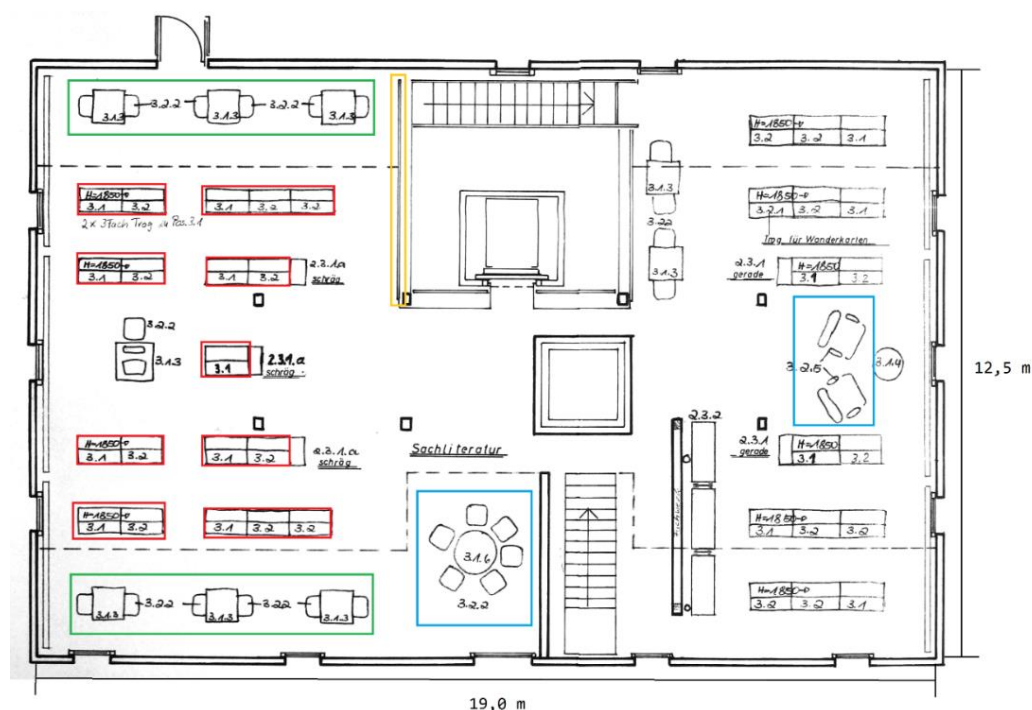 3.1.3 3.2.2 3.1.3 3.2.2 3.1.3
H=1850
3.2 3.2 3.1
3.1.3
3.2.2
3.1.3
H=1850
3.1 3.2
3.1 3.2 3.2
H=1850
3.2.1 3.2 3.1
Trag. für Wanderkarten
H=1850
3.1 3.2
3.1 3.2
2.3.1.a
schräg
2.3.1
gerade
H=1850
3.1 3.2
3.2.2
3.1.3
3.1
2.3.1.a
schräg
3.2.5
3.1.4
12,5 m
H=1850
3.1 3.2
3.1 3.2
2.3.1.a
schräg
Sachliteratur
2.3.2
2.3.1
gerade
H=1850
3.1 3.2
H=1850
3.1 3.2
3.1 3.2 3.2
3.1.6
3.2.2
H=1850
3.1 3.2 3.2
3.1.3 3.2.2 3.1.3 3.2.2 3.1.3
H=1850
3.2 3.2 3.1
19,0 m